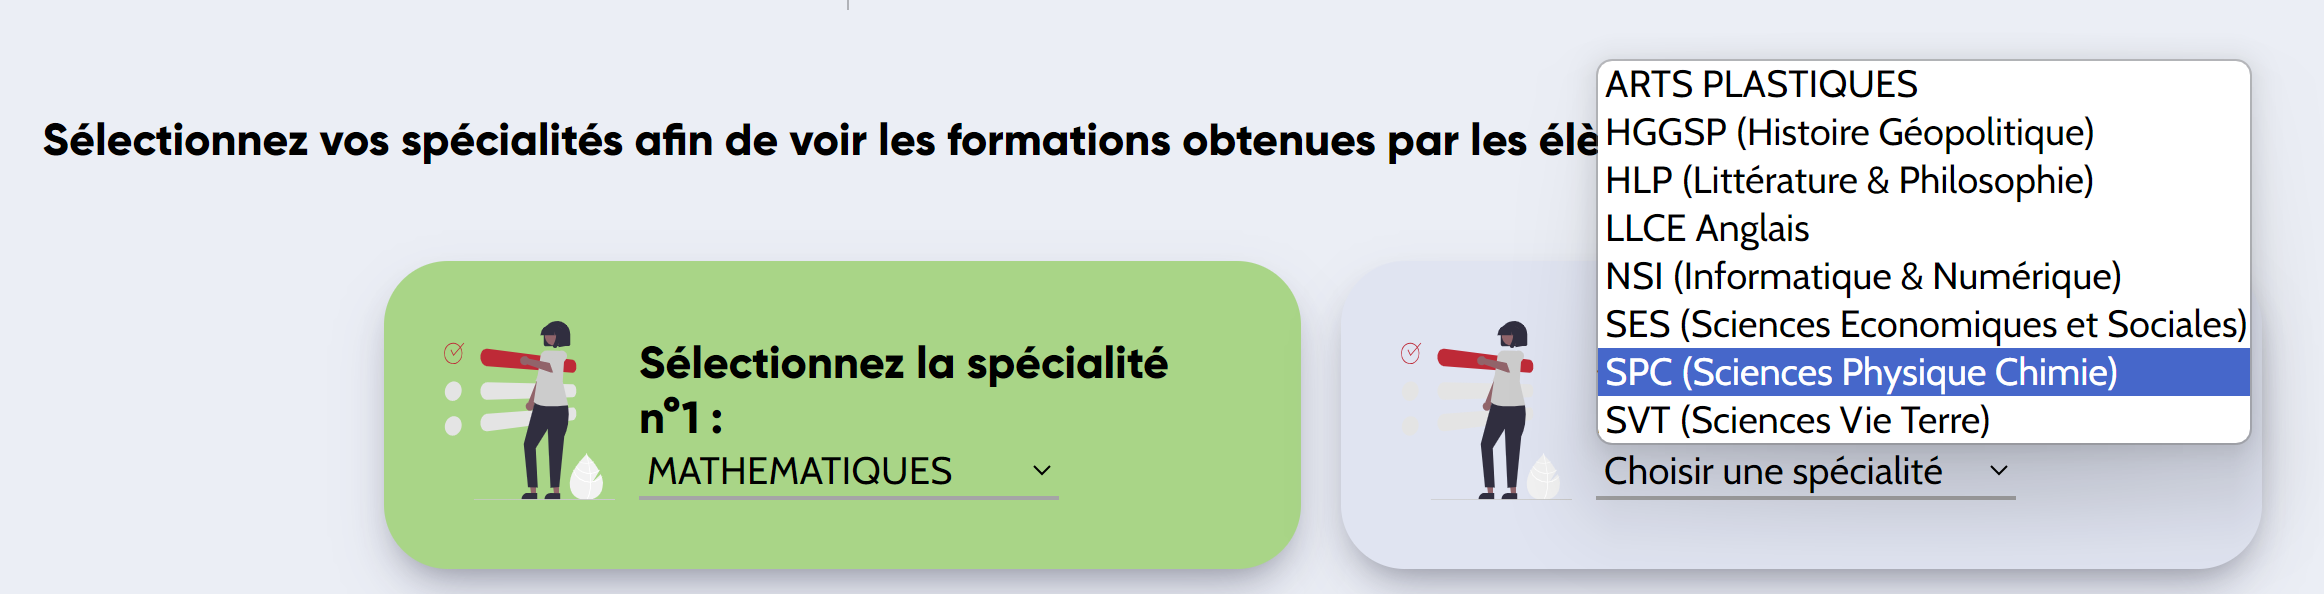 Sélectionnez vos spécialités afin de voir les formations obtenues par les élè
Sélectionnez la spécialité
n°1 :
MATHEMATIQUES
ARTS PLASTIQUES
HGGSP (Histoire Géopolitique)
HLP (Littérature & Philosophie)
LLCE Anglais
NSI (Informatique & Numérique)
SES (Sciences Economiques et Sociales)
SPC (Sciences Physique Chimie)
SVT (Sciences Vie Terre)
Choisir une spécialité